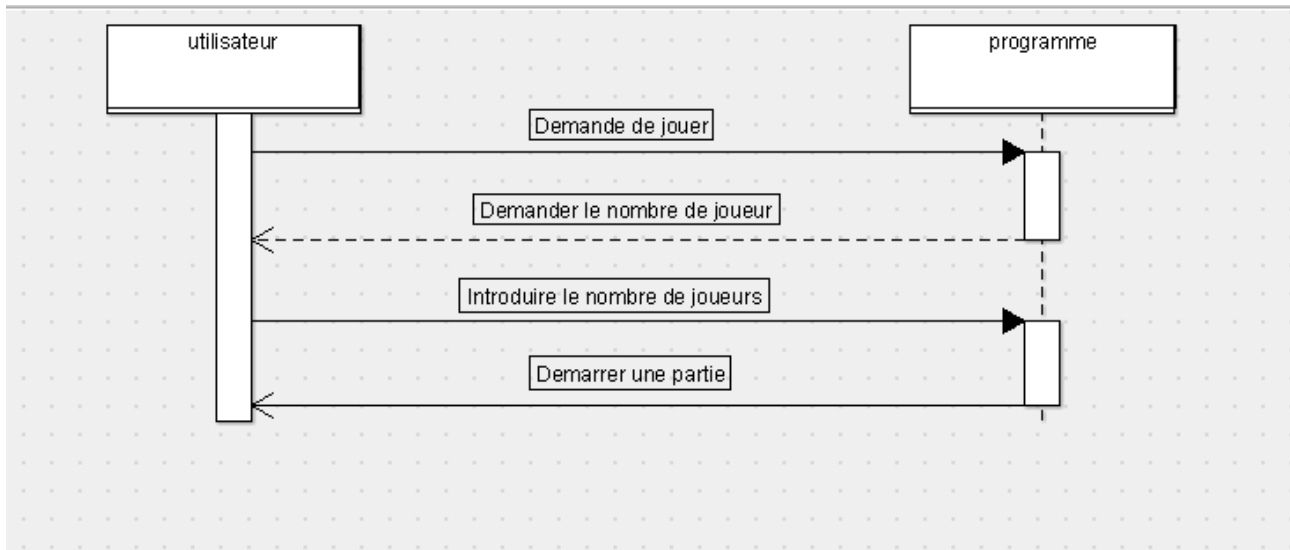 utilisateur
programme
Demande de jouer
Demander le nombre de joueur
Introduire le nombre de joueurs
Demarrer une partie